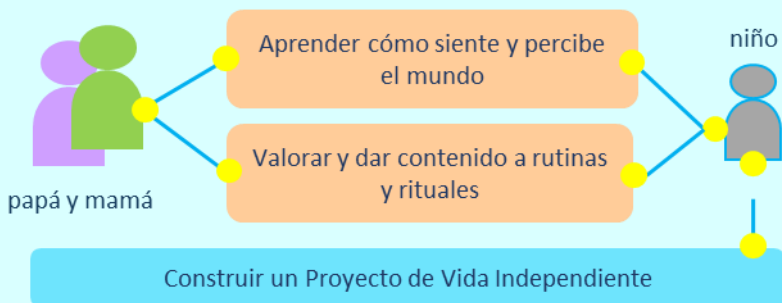 Aprender cómo siente y percibe
el mundo
niño
Valorar y dar contenido a rutinas
y rituales
papá y mamá
Construir un Proyecto de Vida Independiente